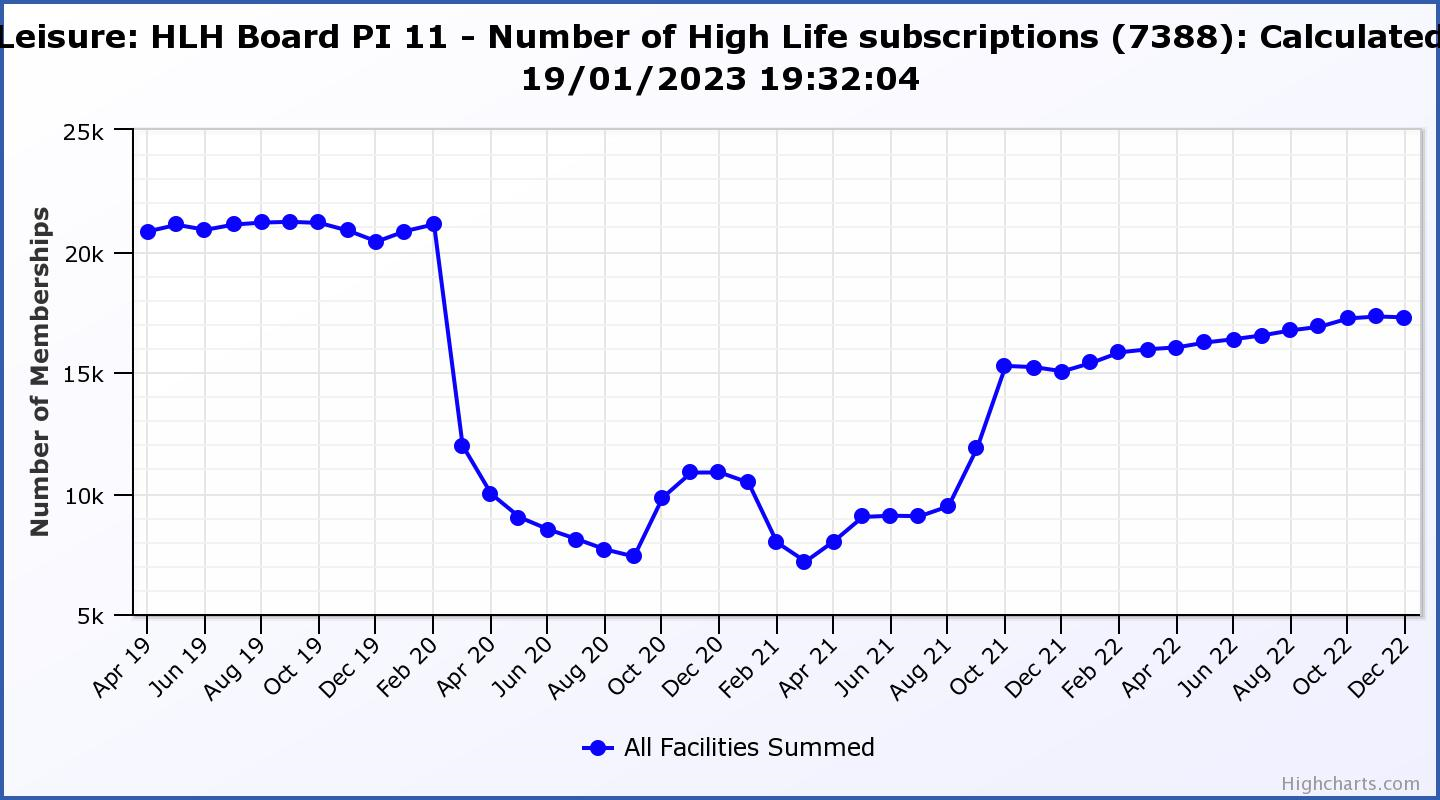 Leisure: HLH Board PI 11 - Number of High Life subscriptions (7388): Calculated
19/01/2023 19:32:04
Number of Memberships
25k
20k
15k
10k
5k
Apr 19
Jun 19
Aug 19
Oct 19
Dec 19
Feb 20
Apr 20
Jun 20
Aug 20
Oct 20
Dec 20
Feb 21
Apr 21
Jun 21
Aug 21
Oct 21
Dec 21
Feb 22
Apr 22
Jun 22
Aug 22
Oct 22
Dec 22
All Facilities Summed
Highcharts.com